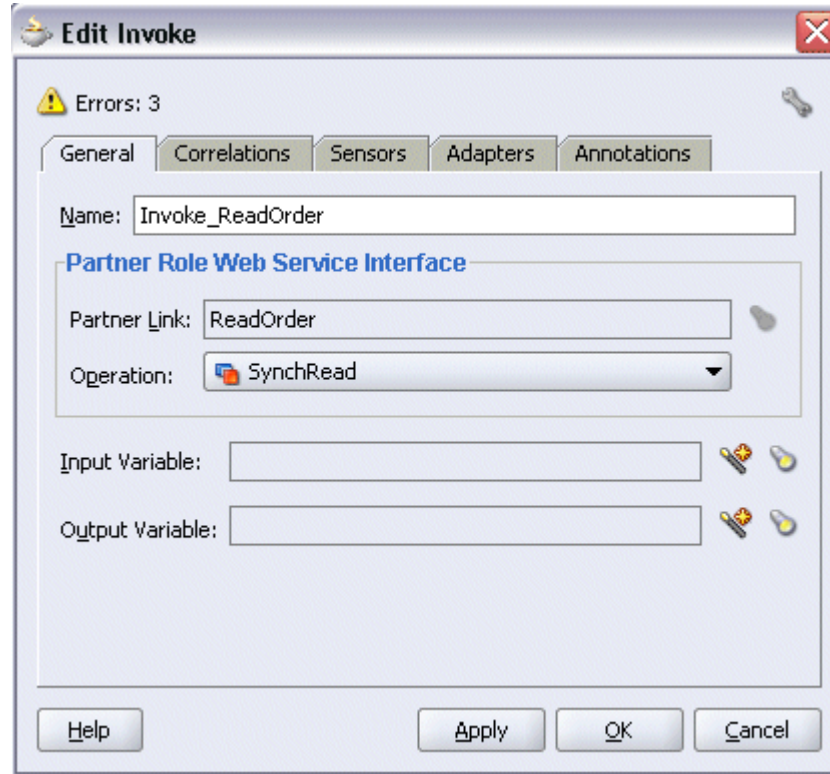 Edit Invoke
Errors: 3
General Correlations Sensors Adapters Annotations
Name: Invoke_ReadOrder
Partner Role Web Service Interface
Partner Link: ReadOrder
Operation: SynchRead
Input Variable:
Output Variable:
Help Apply OK Cancel